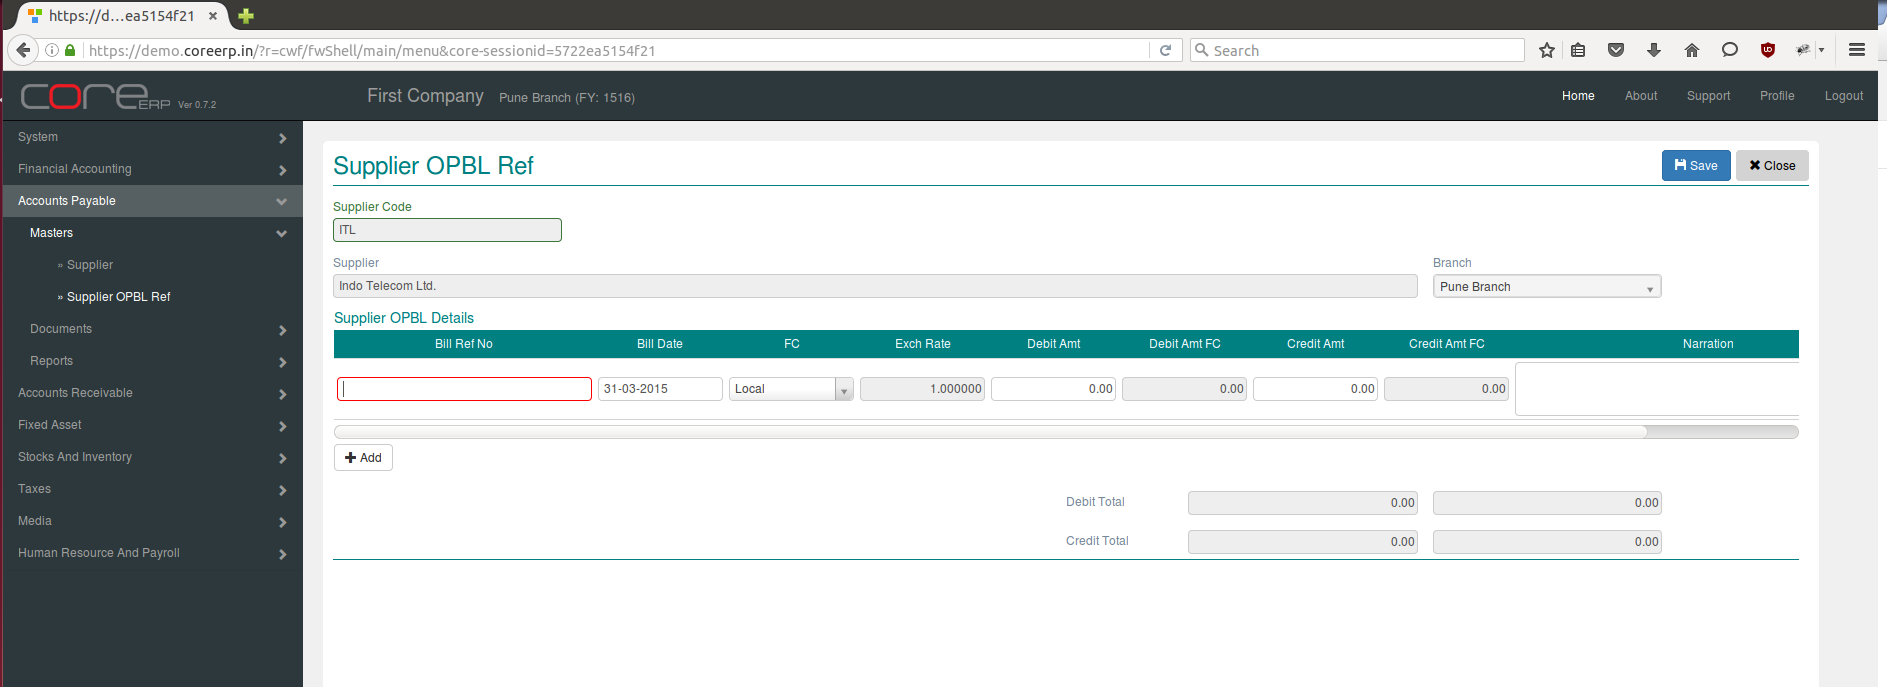 https://d...ea5154f21
https://demo.coreerp.in/?r=cwf/fwShell/main/menu&core-sessionid=5722ea5154f21
Search
core ERP Ver 0.7.2
First Company Pune Branch (FY: 1516)
Home About Support Profile Logout
System
Financial Accounting
Accounts Payable
Masters
» Supplier
» Supplier OPBL Ref
Documents
Reports
Accounts Receivable
Fixed Asset
Stocks And Inventory
Taxes
Media
Human Resource And Payroll
Supplier OPBL Ref
Save Close
Supplier Code
ITL
Supplier Branch
Indo Telecom Ltd. Pune Branch
Supplier OPBL Details
Bill Ref No Bill Date FC Exch Rate Debit Amt Debit Amt FC Credit Amt Credit Amt FC Narration
31-03-2015 Local 1.000000 0.00 0.00 0.00 0.00
Add
Debit Total 0.00 0.00
Credit Total 0.00 0.00